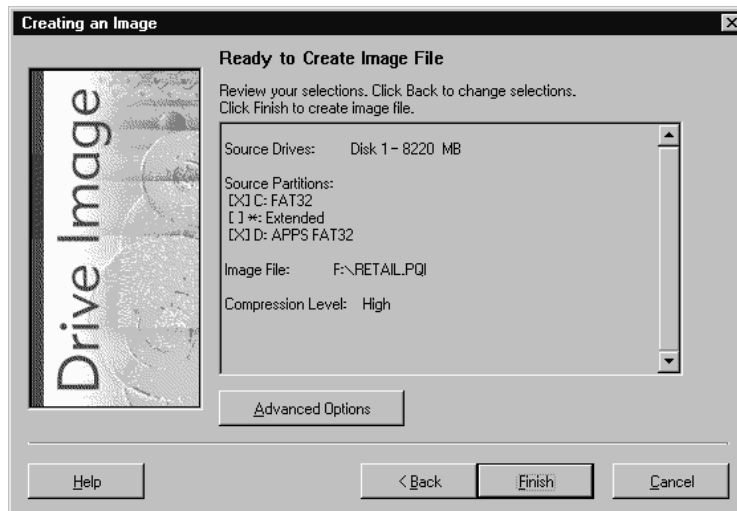 Creating an Image
Drive Image
Ready to Create Image File
Review your selections. Click Back to change selections.
Click Finish to create image file.
Source Drives: Disk 1 - 8220 MB
Source Partitions:
[X] C: FAT32
[ ] *: Extended
[X] D: APPS FAT32
Image File: F:\RETAIL.PQI
Compression Level: High
Advanced Options
Help
< Back
Finish
Cancel